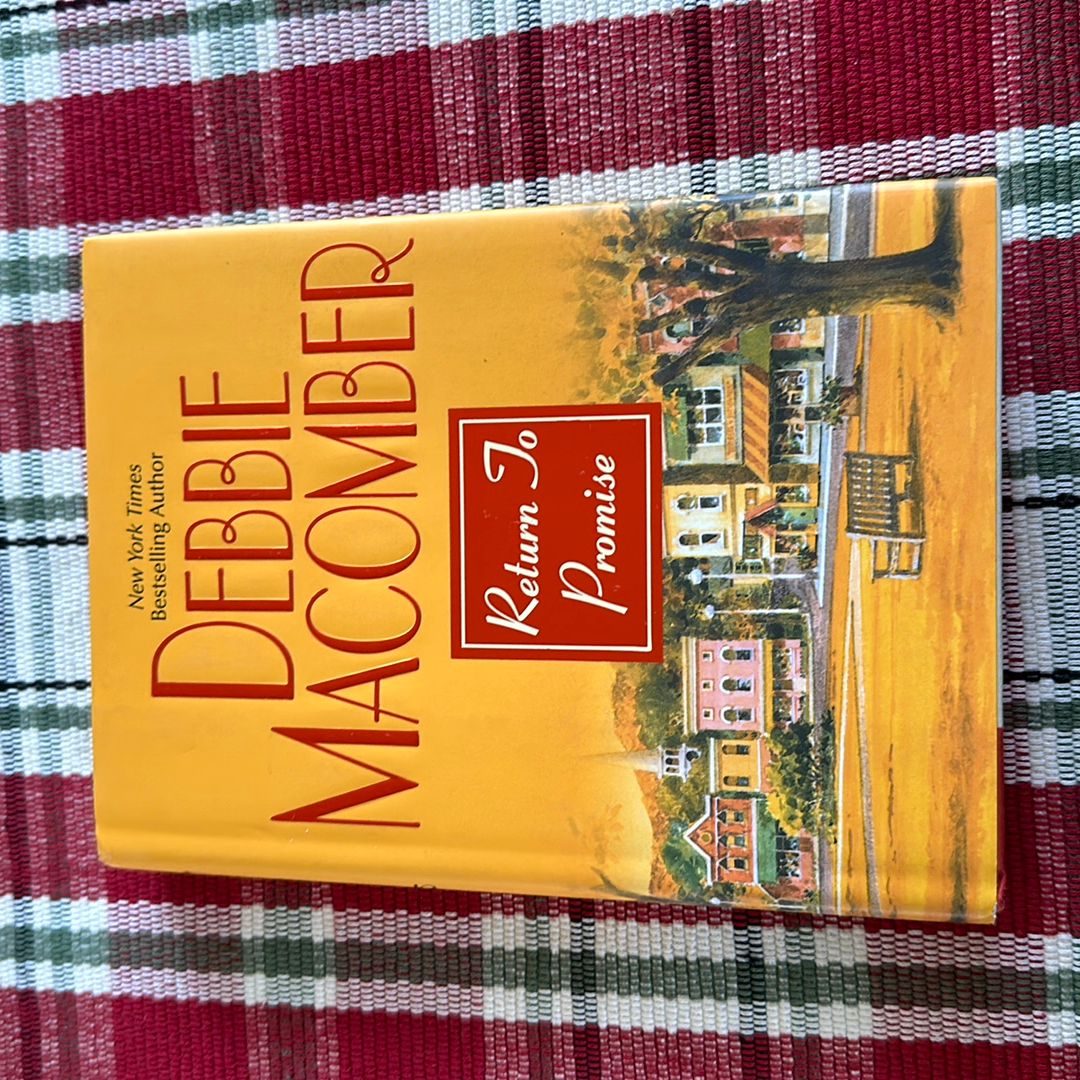 New York Times
Bestselling Author
DEBBIE
MACOMBER
Return To
Promise